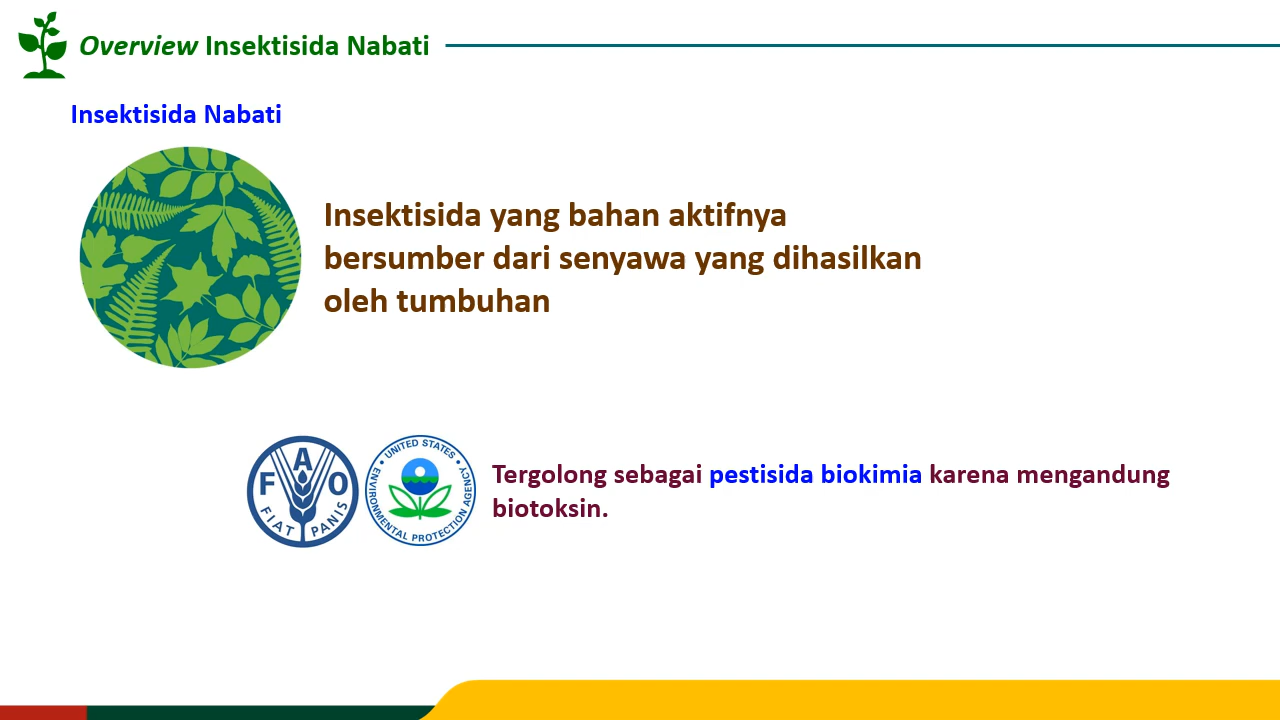 Overview Insektisida Nabati
Insektisida Nabati
Insektisida yang bahan aktifnya
bersumber dari senyawa yang dihasilkan
oleh tumbuhan
F A O
FIAT PANIS
UNITED STATES
ENVIRONMENTAL PROTECTION AGENCY
Tergolong sebagai pestisida biokimia karena mengandung
biotoksin.